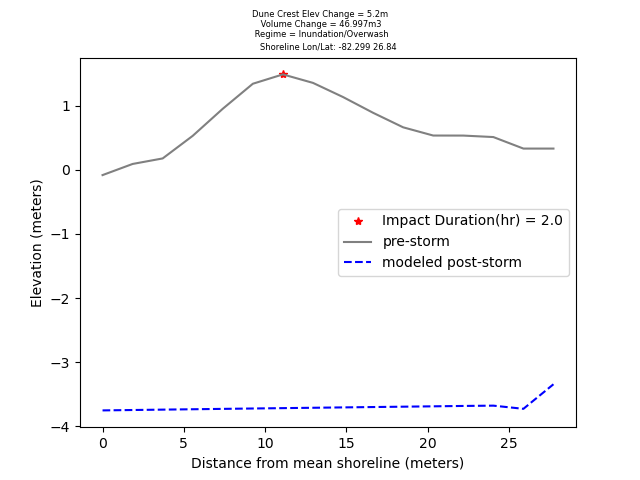 Dune Crest Elev Change = 5.2m
Volume Change = 46.997m3
Regime = Inundation/Overwash
Shoreline Lon/Lat: -82.299 26.84
1
0
−1
−2
−3
−4
Elevation (meters)
Impact Duration(hr) = 2.0
pre-storm
modeled post-storm
0 5 10 15 20 25
Distance from mean shoreline (meters)